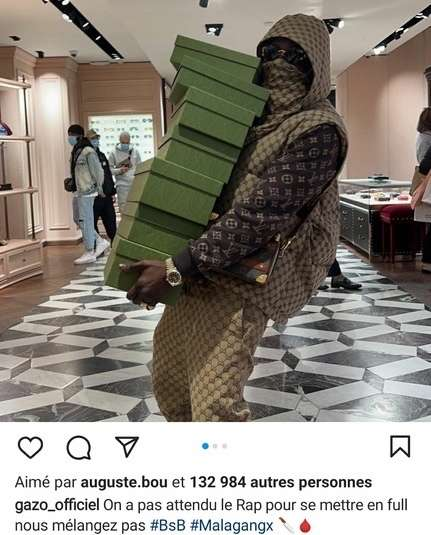 Aimé par auguste.bou et 132 984 autres personnes
gazo_officiel On a pas attendu le Rap pour se mettre en full
nous mélangez pas #BsB #Malagangx 🔪🩸